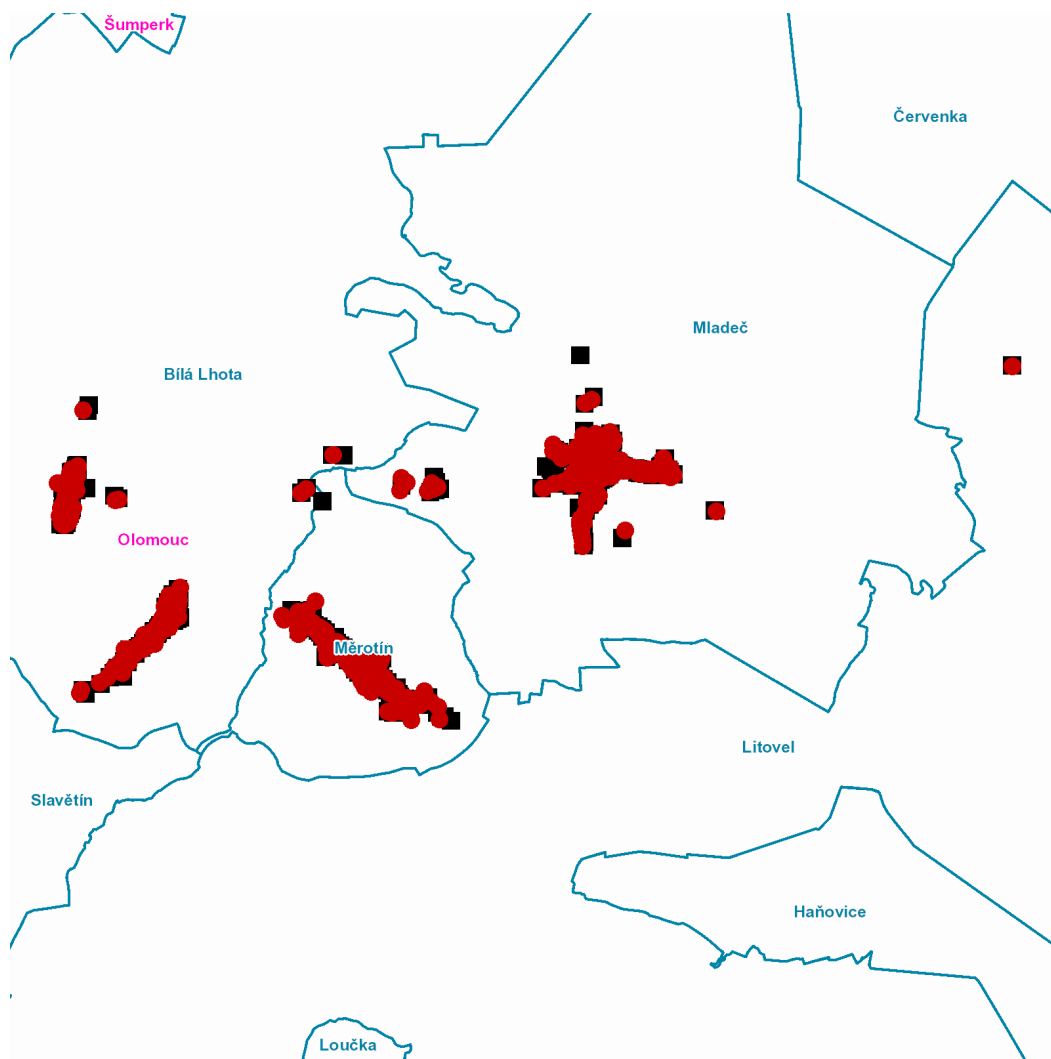 Šumperk
Červenka
Mladeč
Bílá Lhota
Olomouc
Měrotín
Litovel
Slavětín
Haňovice
Loučka